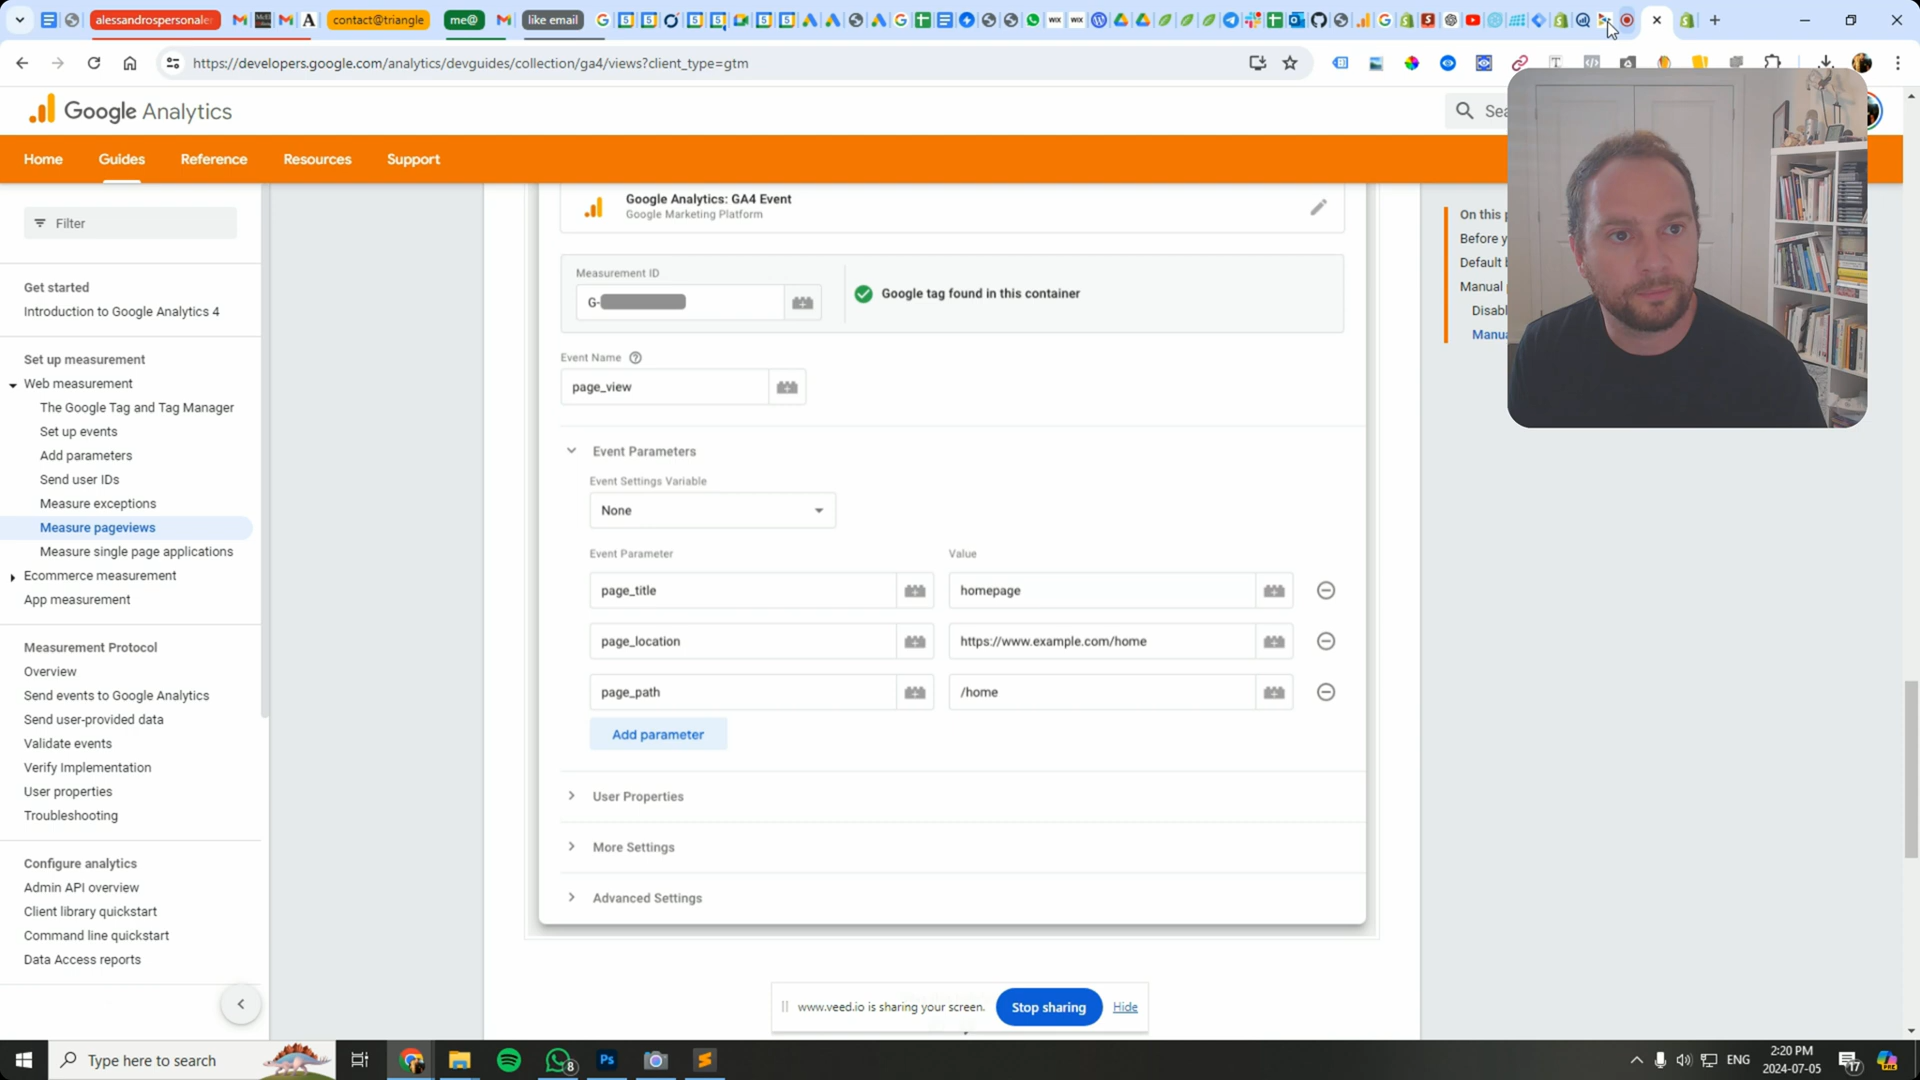 alessandrospersonale
contact@triangle
me@
like email
https://developers.google.com/analytics/devguides/collection/ga4/views?client_type=gtm
Google Analytics
Home
Guides
Reference
Resources
Support
Filter
Get started
Introduction to Google Analytics 4
Set up measurement
Web measurement
The Google Tag and Tag Manager
Set up events
Add parameters
Send user IDs
Measure exceptions
Measure pageviews
Measure single page applications
Ecommerce measurement
App measurement
Measurement Protocol
Overview
Send events to Google Analytics
Send user-provided data
Validate events
Verify Implementation
User properties
Troubleshooting
Configure analytics
Admin API overview
Client library quickstart
Command line quickstart
Data Access reports
Google Analytics: GA4 Event
Google Marketing Platform
Measurement ID
G-
Google tag found in this container
Event Name
page_view
Event Parameters
Event Settings Variable
None
Event Parameter Value
page_title homepage
page_location https://www.example.com/home
page_path /home
Add parameter
User Properties
More Settings
Advanced Settings
On this p
Before y
Default b
Manual
Disabl
Manua
www.veed.io is sharing your screen.
Stop sharing
Hide
Type here to search
ENG
2:20 PM
2024-07-05